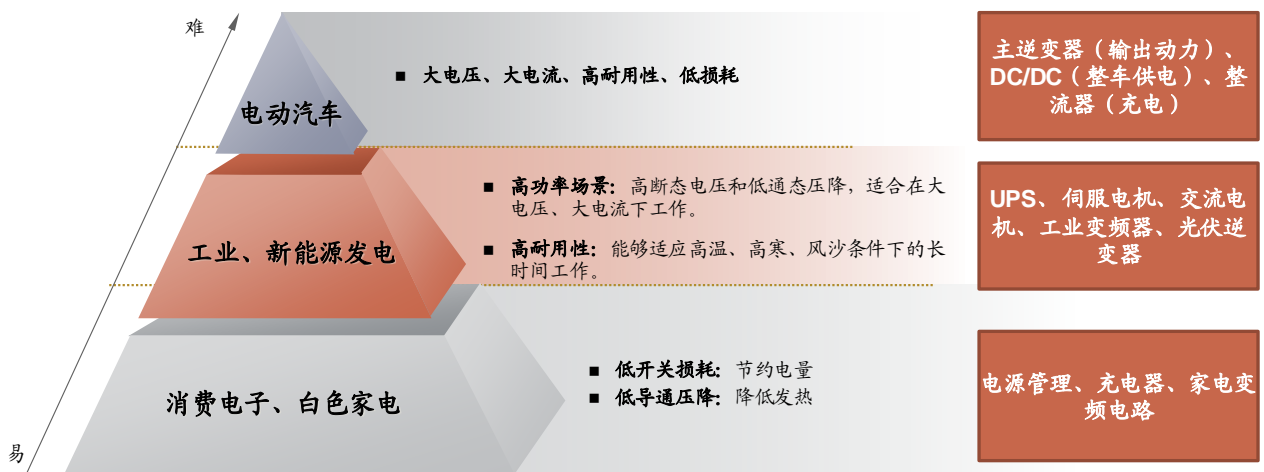 难
电动汽车
■ 大电压、大电流、高耐用性、低损耗
主逆变器（输出动力）、
DC/DC（整车供电）、整
流器（充电）
工业、新能源发电
■ 高功率场景：高断态电压和低通态压降，适合在大
电压、大电流下工作。
■ 高耐用性：能够适应高温、高寒、风沙条件下的长
时间工作。
UPS、伺服电机、交流电
机、工业变频器、光伏逆
变器
消费电子、白色家电
■ 低开关损耗：节约电量
■ 低导通压降：降低发热
电源管理、充电器、家电变
频电路
易